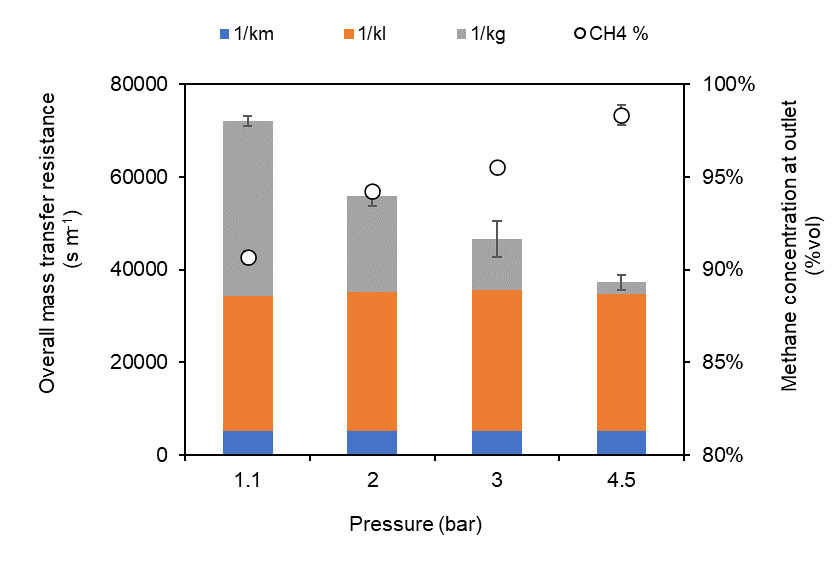 1/km 1/kl 1/kg CH4 %
80000
60000
40000
20000
0
Overall mass transfer resistance
(s m⁻¹)
100%
95%
90%
85%
80%
Methane concentration at outlet
(%vol)
1.1 2 3 4.5
Pressure (bar)